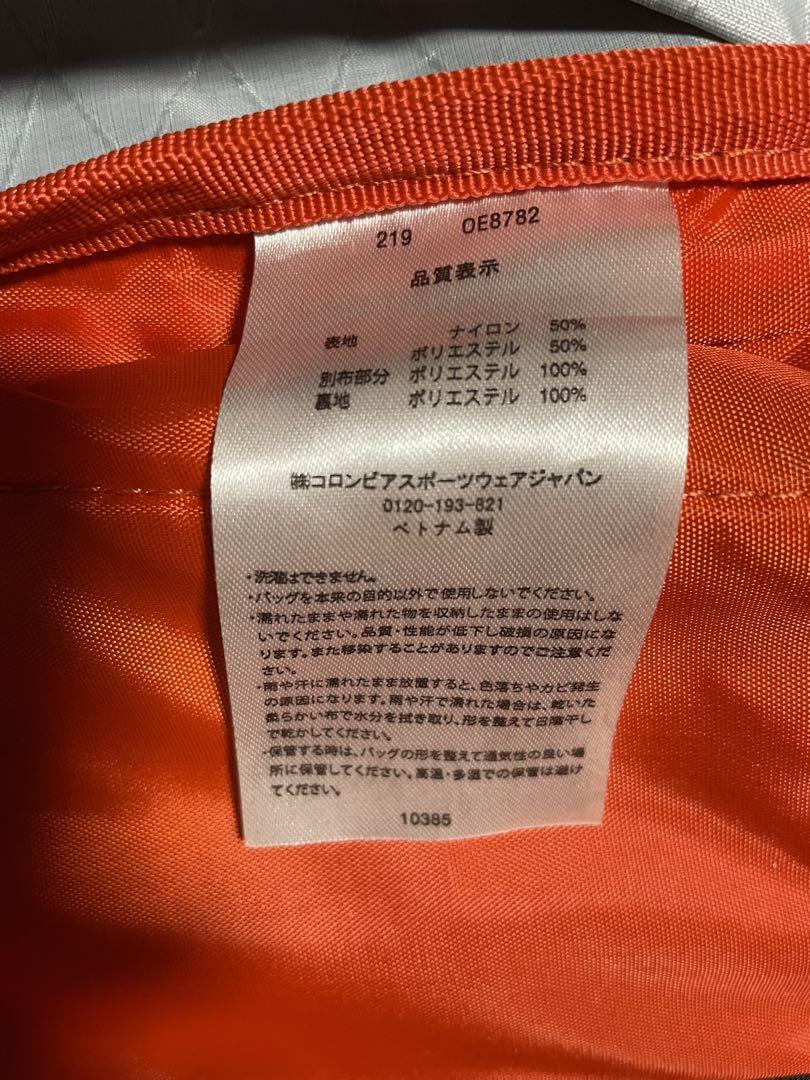 219 OE8782
品質表示
表地 ナイロン 50%
ポリエステル 50%
別布部分 ポリエステル 100%
裏地 ポリエステル 100%
㈱コロンビアスポーツウェアジャパン
0120-193-821
ベトナム製
・洗濯はできません。
・バッグを本来の目的以外で使用しないでください。
・濡れたままや濡れた物を収納したままの使用はしな
いでください。品質・性能が低下し破損の原因にな
ります。また移染することがありますのでご注意くだ
さい。
・雨や汗に濡れたまま放置すると、色落ちやカビ発生
の原因になります。雨や汗で濡れた場合は、乾いた
柔らかい布で水分を拭き取り、形を整えて日陰干し
で乾かしてください。
・保管する時は、バッグの形を整えて通気性の良い場
所に保管してください。高温・多湿での保管は避け
てください。
10385